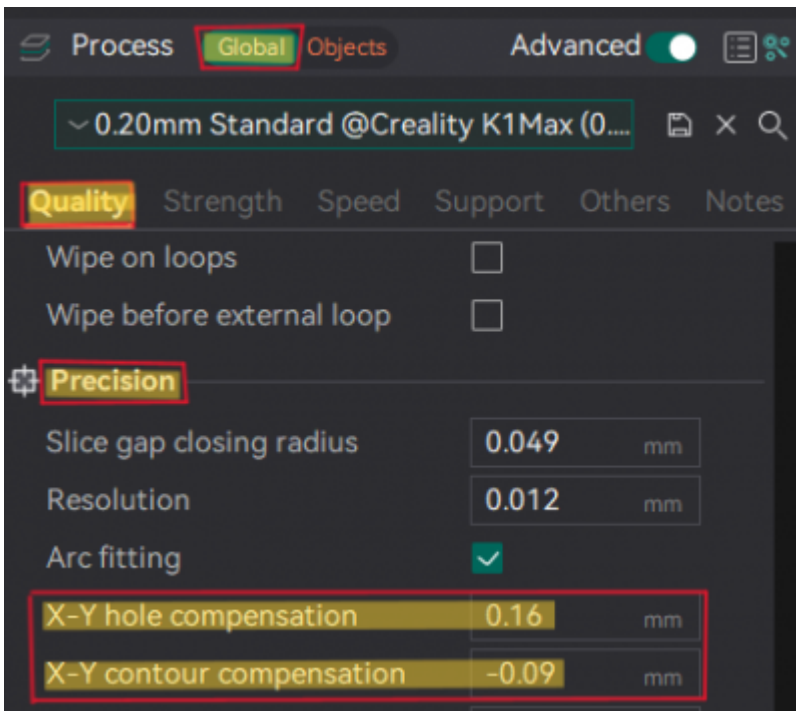 Process Global Objects Advanced
0.20mm Standard @Creality K1Max (0....
Quality Strength Speed Support Others Notes
Wipe on loops
Wipe before external loop
Precision
Slice gap closing radius 0.049 mm
Resolution 0.012 mm
Arc fitting
X-Y hole compensation 0.16 mm
X-Y contour compensation -0.09 mm